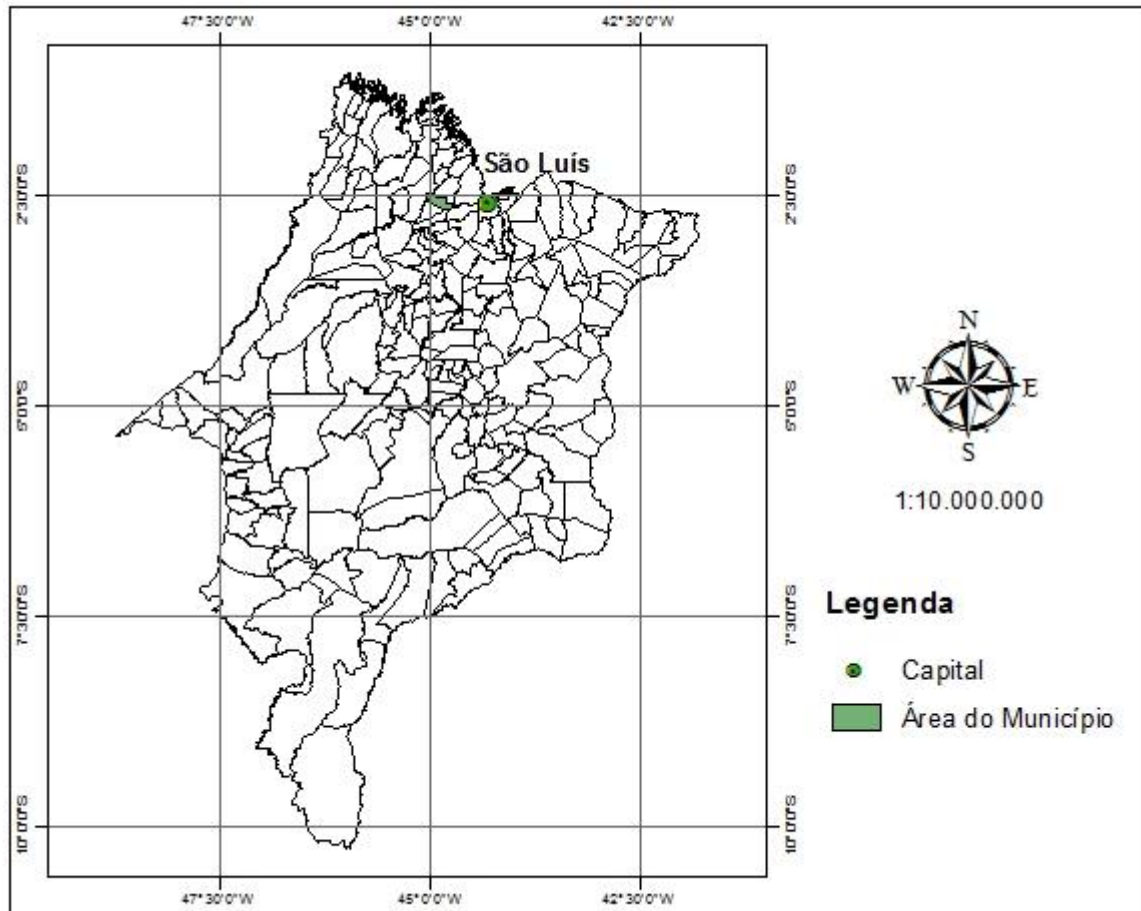 47°30'0"W 45°0'0"W 42°30'0"W
São Luís
2°30'0"S 2°30'0"S
N
W E
S
5°0'0"S 5°0'0"S
1:10.000.000
Legenda
7°30'0"S 7°30'0"S
Capital
Área do Município
10°0'0"S 10°0'0"S
47°30'0"W 45°0'0"W 42°30'0"W